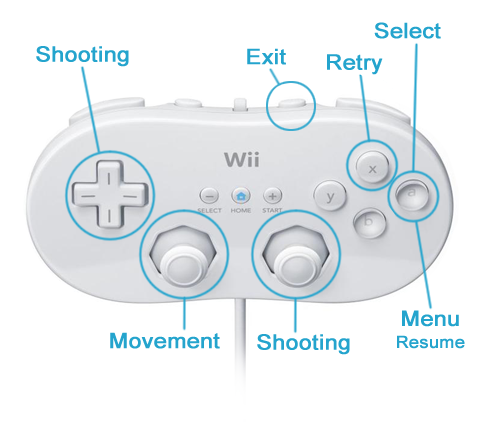 Select
Shooting
Exit
Retry
Wii
x
a
y
b
SELECT HOME START
Movement
Shooting
Menu
Resume